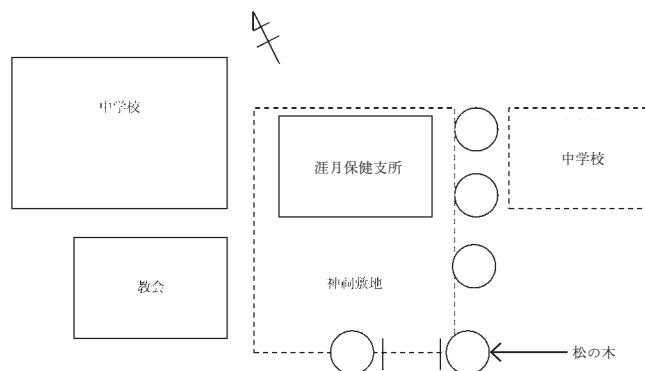 中学校
涯月保健支所
中学校
教会
神祠敷地
松の木